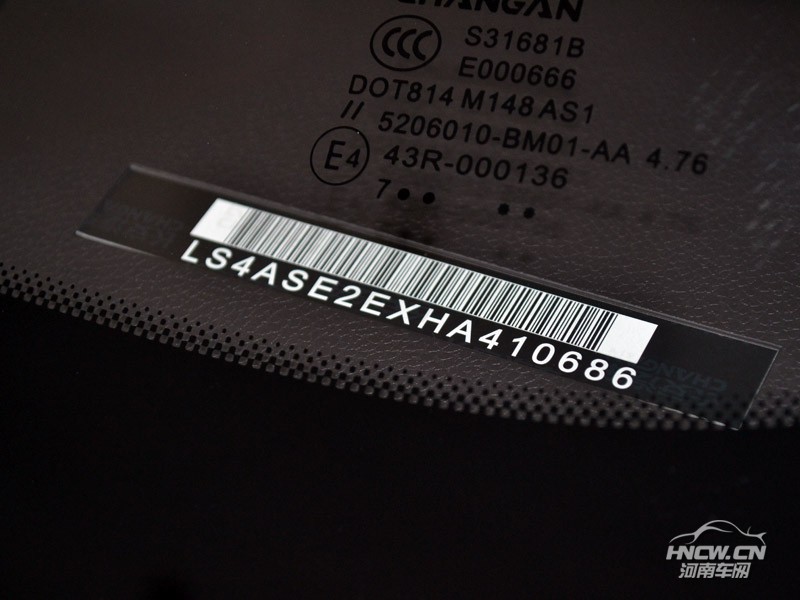 CHANGAN
S31681B
E000666
DOT814 M148 AS1
// 5206010-BM01-AA 4.76
E4 43R-000136
7●● ●●
LS4ASE2EXHA410686
HNCW.CN
河南车网